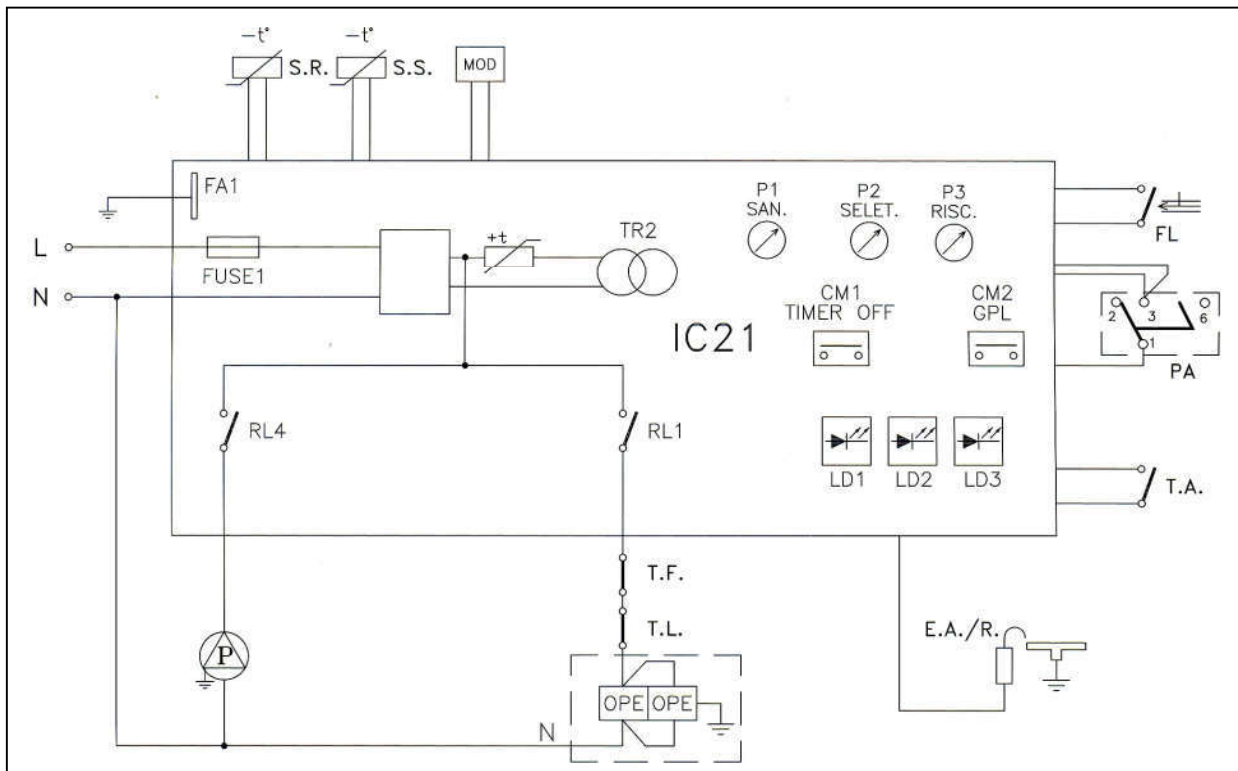 -t° S.R. -t° S.S. MOD
FA1
L
FUSE1
N
+t TR2
P1
SAN.
P2
SELET.
P3
RISC.
FL
CM1
TIMER OFF
CM2
GPL
IC21
2 3 6
1
PA
RL4
RL1
LD1 LD2 LD3
T.A.
T.F.
T.L.
E.A./R.
P
OPE OPE
N